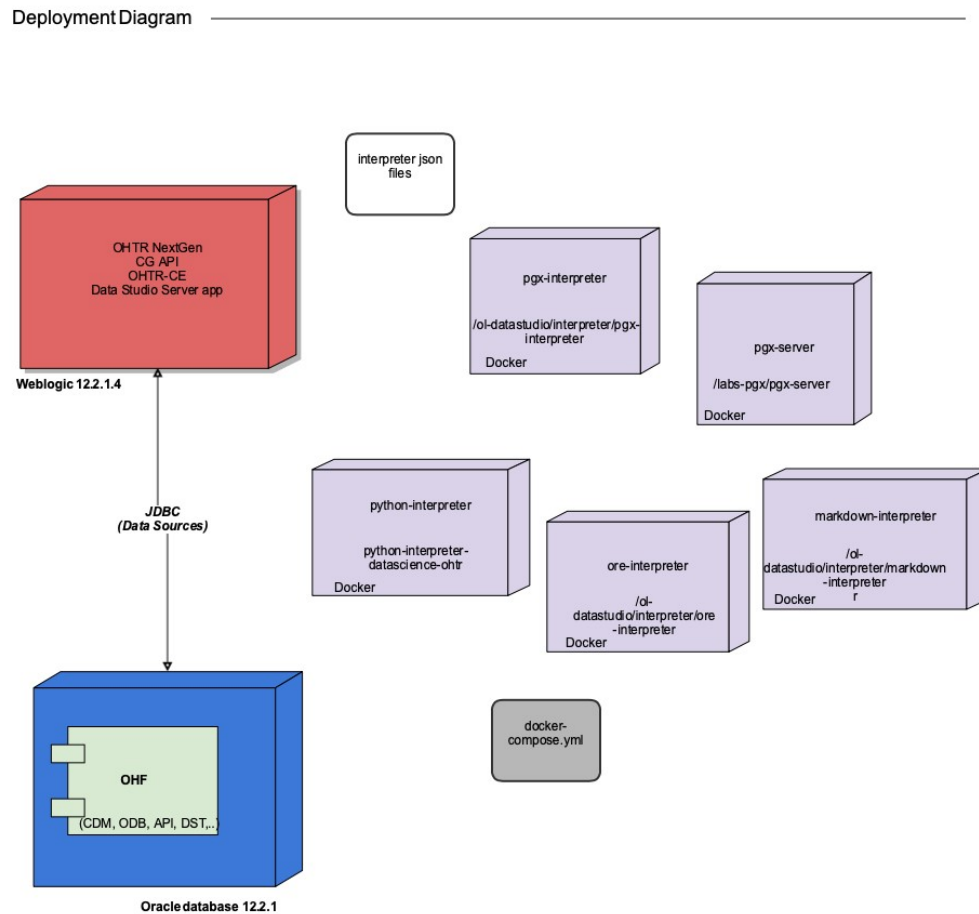 Deployment Diagram
interpreter json
files
OHTR NextGen
CG API
OHTR-CE
Data Studio Server app
Weblogic 12.2.1.4
pgx-interpreter
/ol-datastudio/interpreter/pgx-
interpreter
Docker
pgx-server
/labs-pgx/pgx-server
Docker
JDBC
(Data Sources)
python-interpreter
python-interpreter-
datascience-ohtr
Docker
ore-interpreter
/ol-
datastudio/interpreter/ore
-interpreter
Docker
markdown-interpreter
/ol-
datastudio/interpreter/markdown
-interpreter
r
Docker
docker-
compose.yml
OHF
(CDM, ODB, API, DST,..)
Oracle database 12.2.1